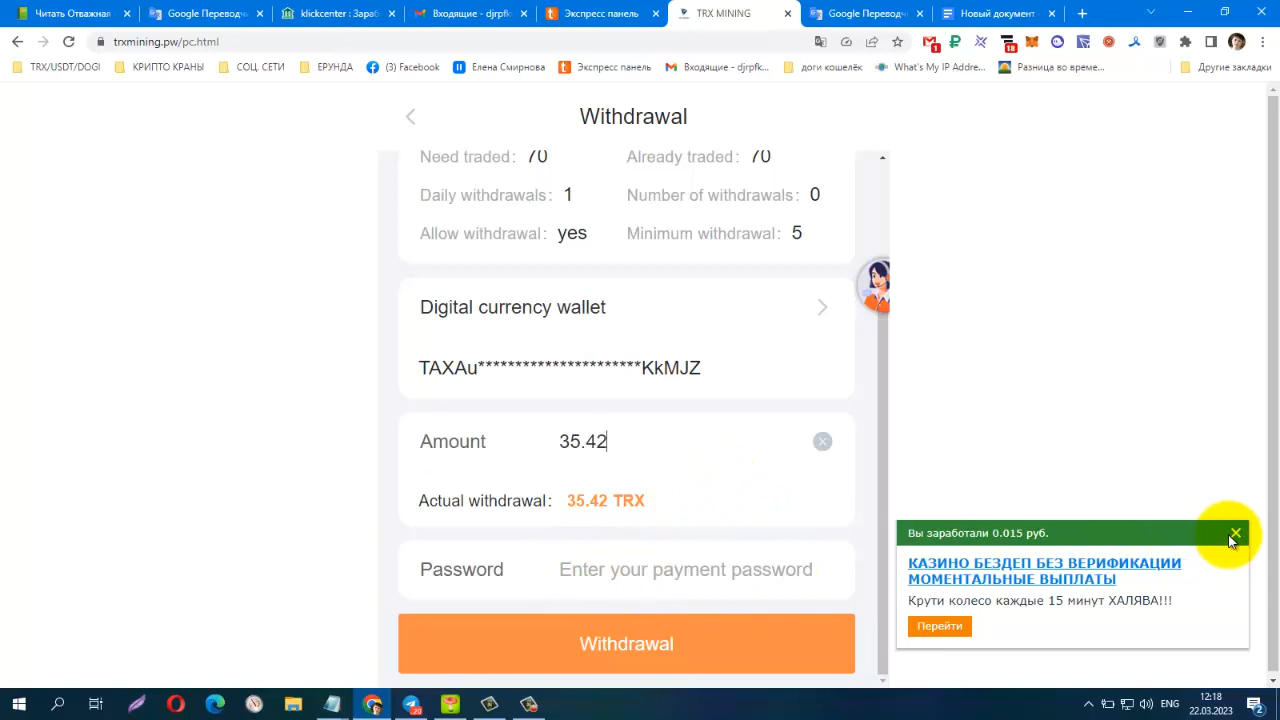 Читать Отважная
Google Переводч
klickcenter : Зараб
Входящие - djrpfk
Экспресс панель
TRX MINING
Google Переводч
Новый документ
trxmining.pw/pc.html
1
18
TRX/USDT/DOGI
КРИПТО КРАНЫ
СОЦ. СЕТИ
ЕРУНДА
(3) Facebook
Елена Смирнова
Экспресс панель
Входящие - djrpfk...
доги кошелёк
What's My IP Addre...
Разница во време...
Другие закладки
Withdrawal
Need traded: 70 Already traded: 70
Daily withdrawals: 1 Number of withdrawals: 0
Allow withdrawal: yes Minimum withdrawal: 5
Digital currency wallet
TAXAu**********************KkMJZ
Amount 35.42
Actual withdrawal: 35.42 TRX
Password Enter your payment password
Withdrawal
Вы заработали 0.015 руб.
КАЗИНО БЕЗДЕП БЕЗ ВЕРИФИКАЦИИ
МОМЕНТАЛЬНЫЕ ВЫПЛАТЫ
Крути колесо каждые 15 минут ХАЛЯВА!!!
Перейти
20
ENG
12:18
22.03.2023
2